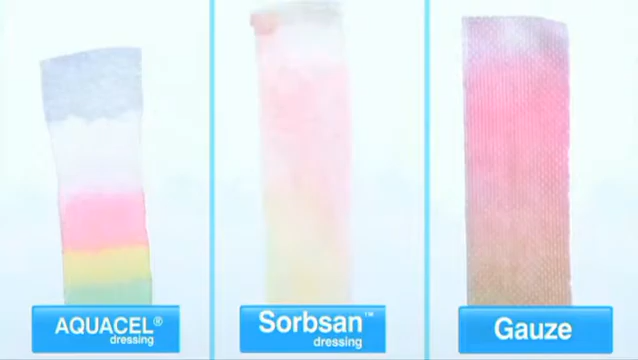 AQUACEL®
dressing
Sorbsan™
dressing
Gauze